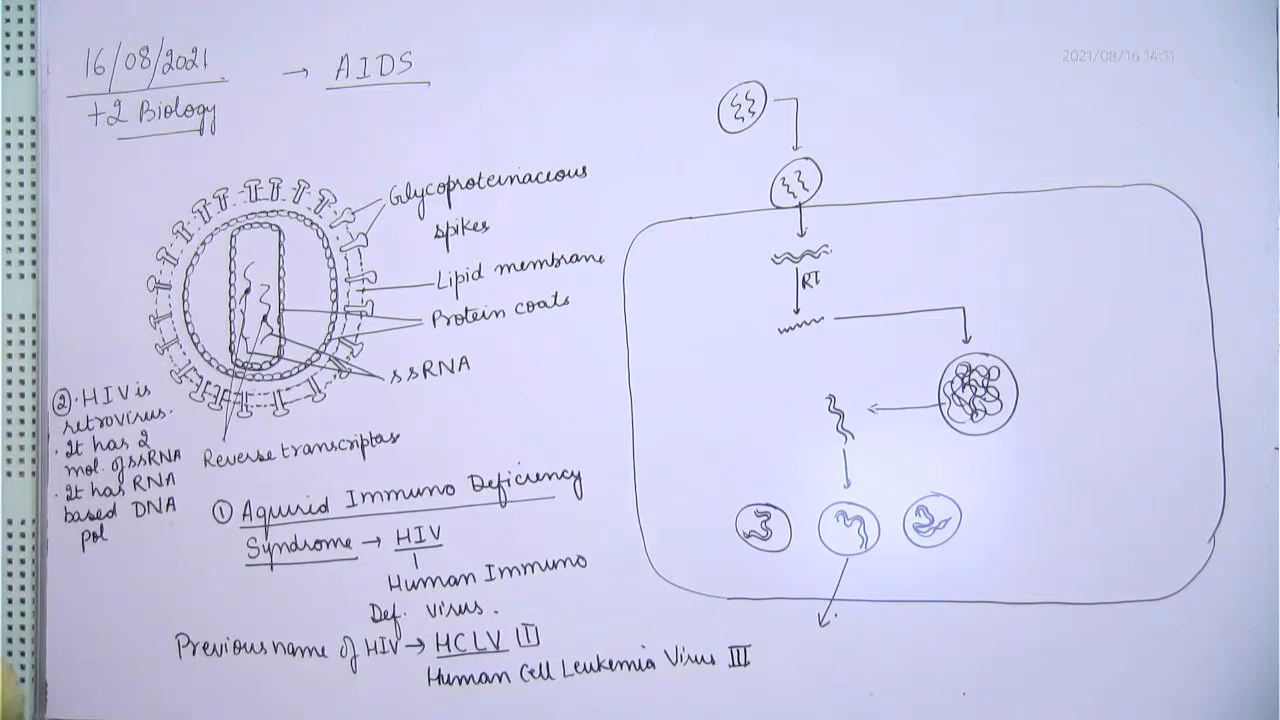 16/08/2021
+2 Biology
→ AIDS
2021/08/16 14:11
Glycoproteinaceous
spikes
Lipid membrane
Protein coats
ssRNA
Reverse transcriptas
② · HIV is
retrovirus.
· It has 2
mol. of ssRNA
· It has RNA
based DNA
pol
① Aquirid Immuno Deficiency
Syndrome → HIV
Human Immuno
Def. virus.
Previous name of HIV → HCLV III
Human Cell Leukemia Virus III
RT